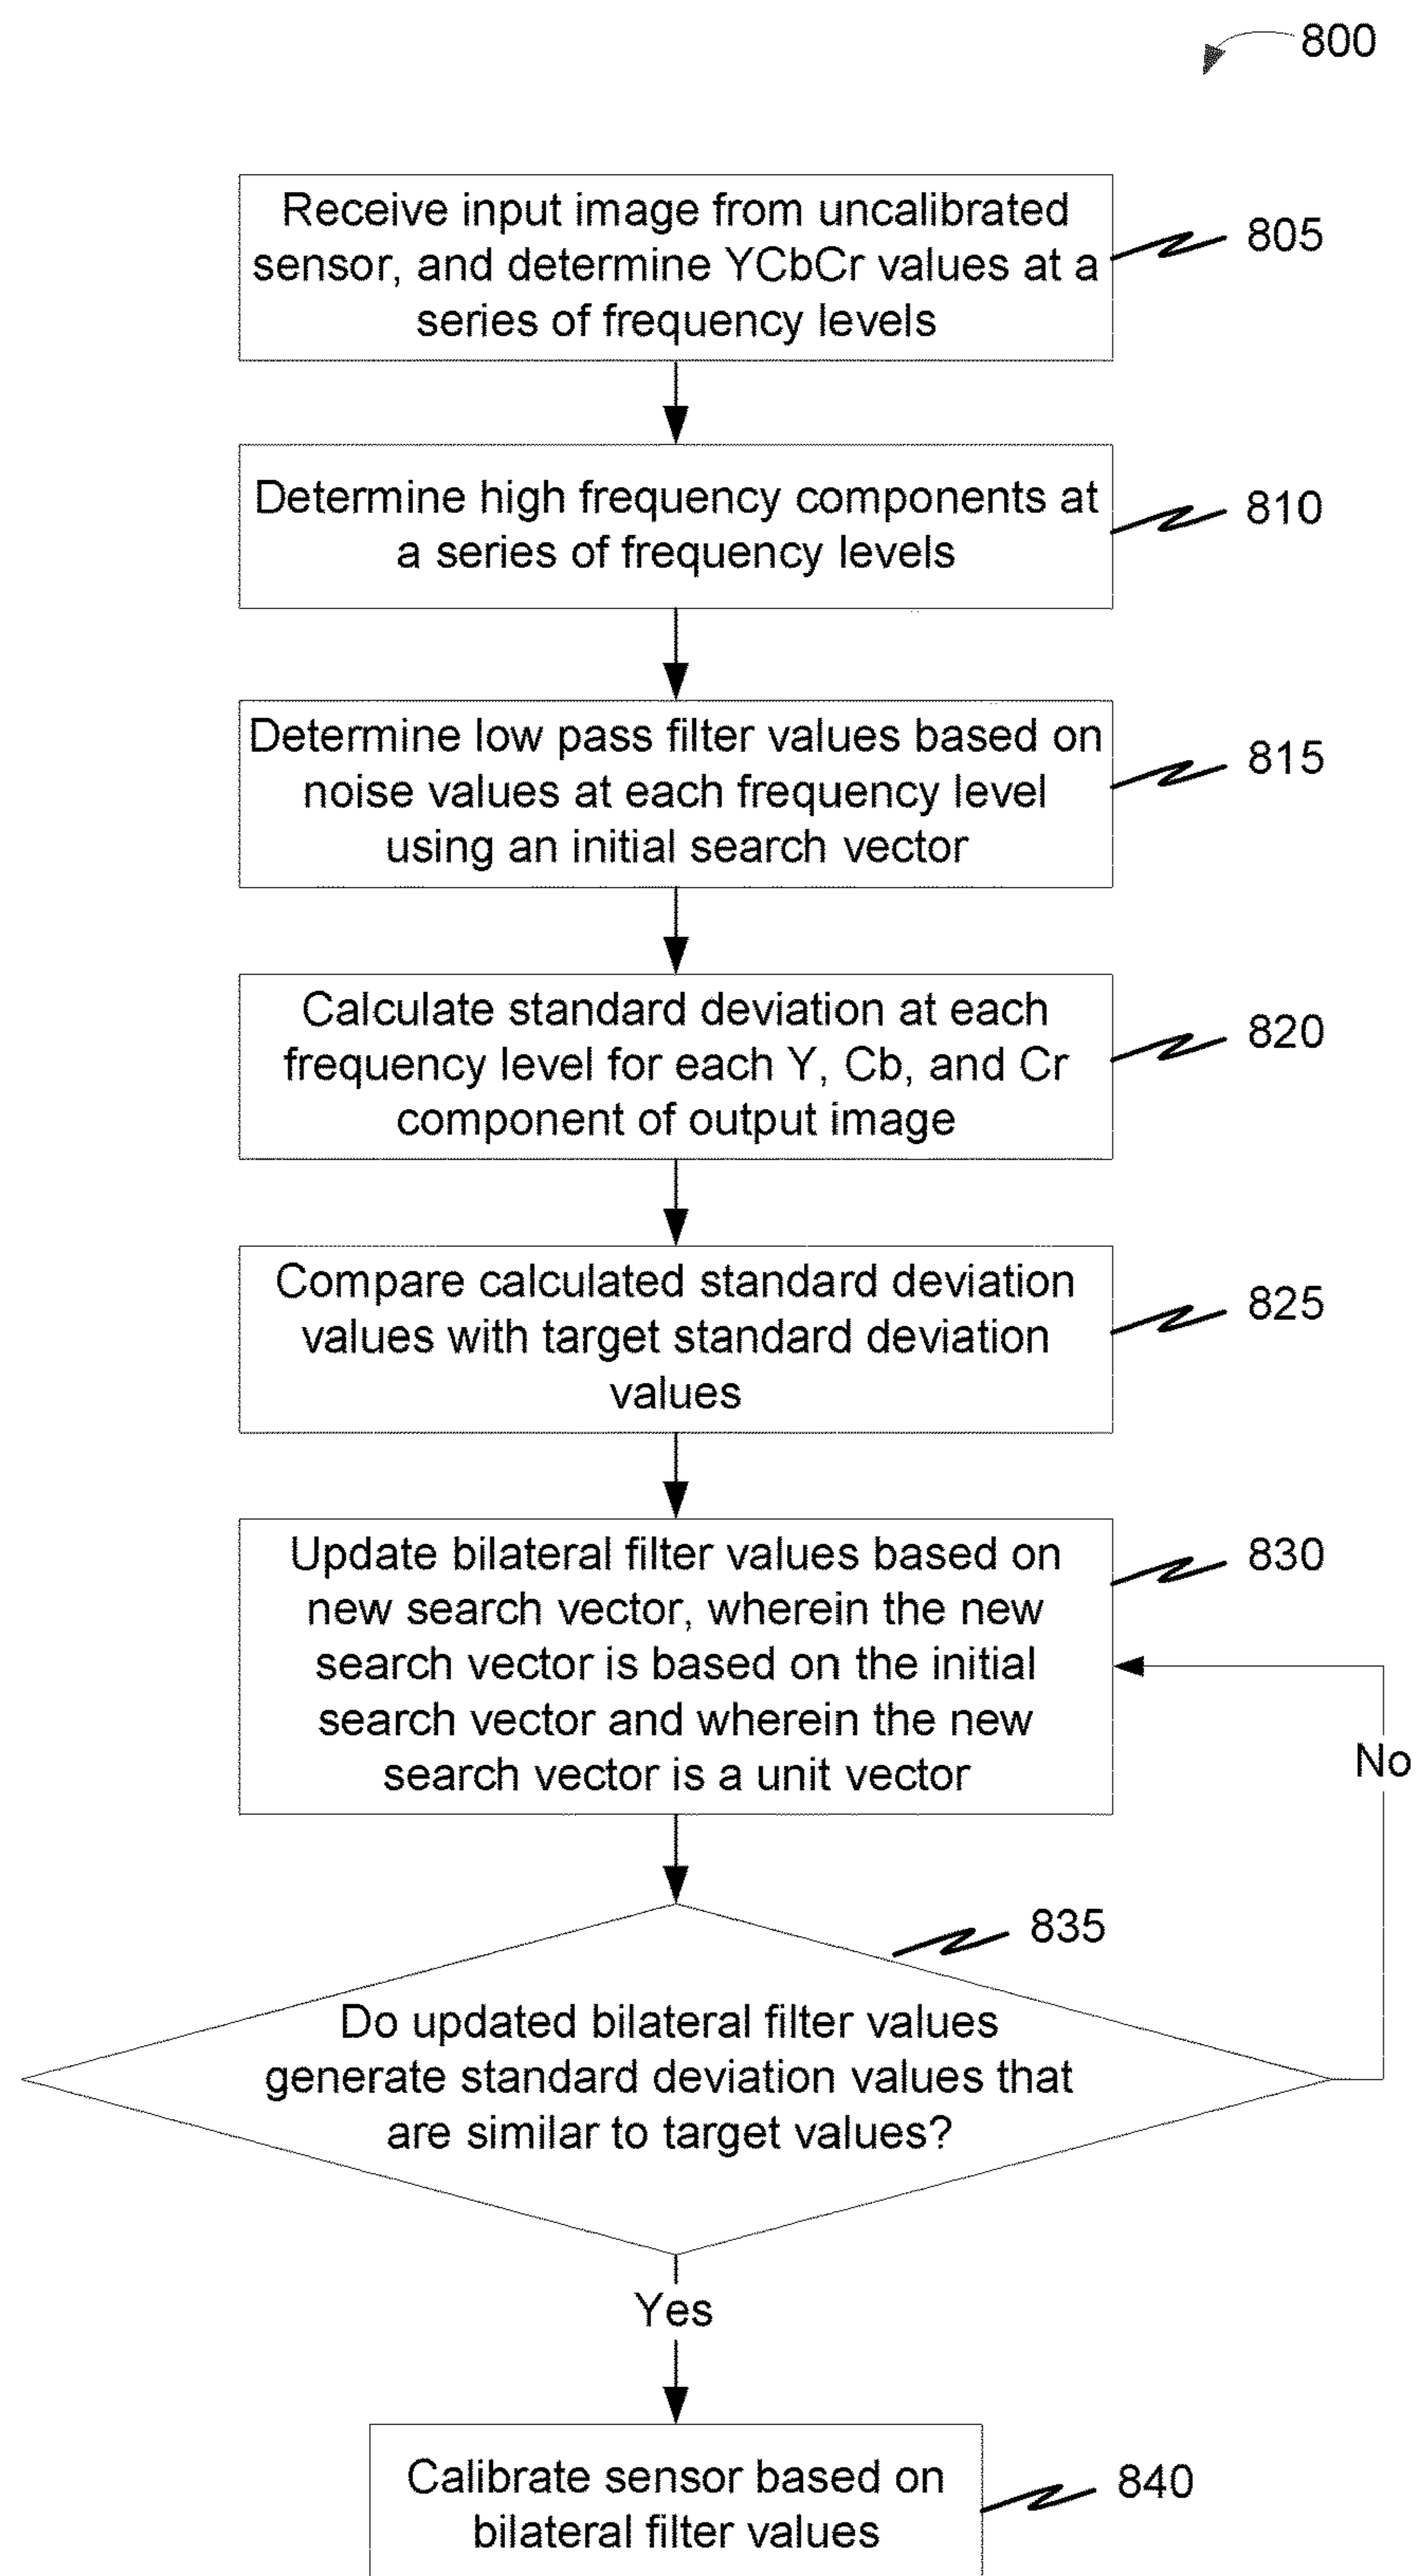 800
Receive input image from uncalibrated
sensor, and determine YCbCr values at a
series of frequency levels
805
Determine high frequency components at
a series of frequency levels
810
Determine low pass filter values based on
noise values at each frequency level
using an initial search vector
815
Calculate standard deviation at each
frequency level for each Y, Cb, and Cr
component of output image
820
Compare calculated standard deviation
values with target standard deviation
values
825
Update bilateral filter values based on
new search vector, wherein the new
search vector is based on the initial
search vector and wherein the new
search vector is a unit vector
830
No
835
Do updated bilateral filter values
generate standard deviation values that
are similar to target values?
Yes
Calibrate sensor based on
bilateral filter values
840